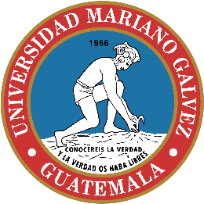 UNIVERSIDAD MARIANO GALVEZ
1966
CONOCEREIS LA VERDAD
Y LA VERDAD OS HARA LIBRES
• GUATEMALA •